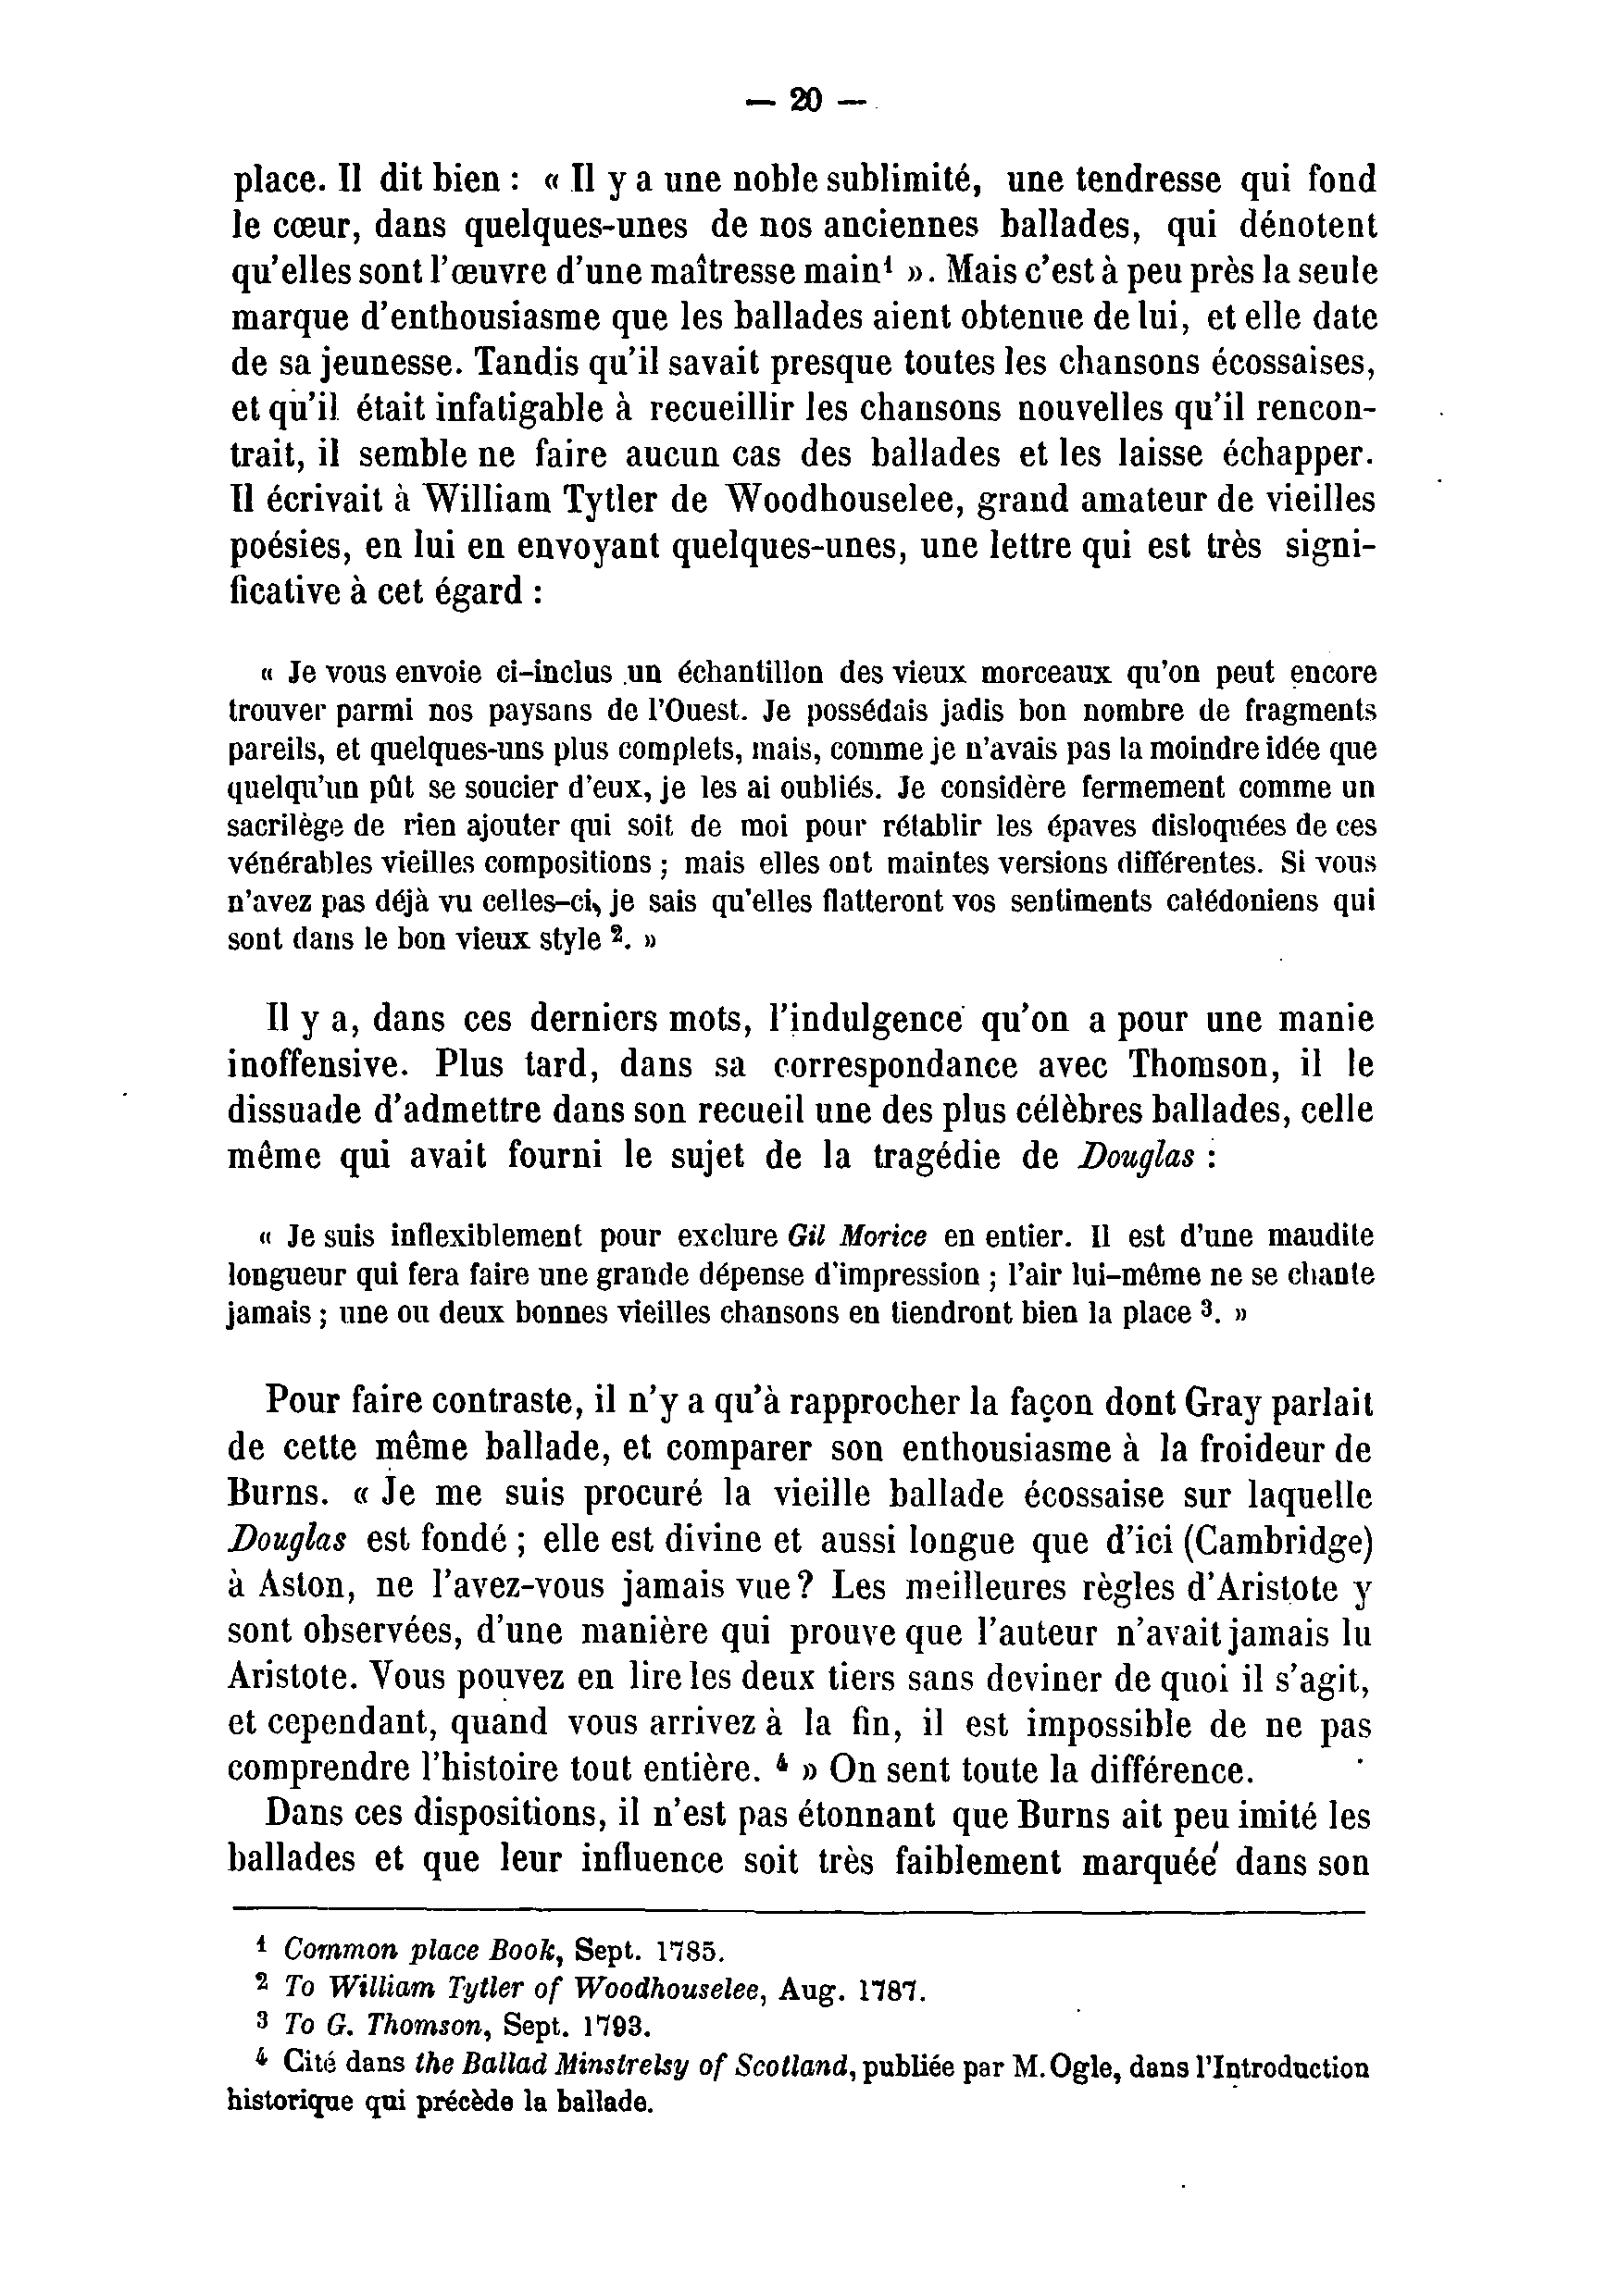 — 20 —
place. Il dit bien : « Il y a une noble sublimité, une tendresse qui fond
le cœur, dans quelques-unes de nos anciennes ballades, qui dénotent
qu'elles sont l'œuvre d'une maîtresse main¹ ». Mais c'est à peu près la seule
marque d'enthousiasme que les ballades aient obtenue de lui, et elle date
de sa jeunesse. Tandis qu'il savait presque toutes les chansons écossaises,
et qu'il était infatigable à recueillir les chansons nouvelles qu'il rencon-
trait, il semble ne faire aucun cas des ballades et les laisse échapper.
Il écrivait à William Tytler de Woodhouselee, grand amateur de vieilles
poésies, en lui en envoyant quelques-unes, une lettre qui est très signi-
ficative à cet égard :
« Je vous envoie ci-inclus un échantillon des vieux morceaux qu'on peut encore
trouver parmi nos paysans de l'Ouest. Je possédais jadis bon nombre de fragments
pareils, et quelques-uns plus complets, mais, comme je n'avais pas la moindre idée que
quelqu'un pût se soucier d'eux, je les ai oubliés. Je considère fermement comme un
sacrilège de rien ajouter qui soit de moi pour rétablir les épaves disloquées de ces
vénérables vieilles compositions ; mais elles ont maintes versions différentes. Si vous
n'avez pas déjà vu celles-ci, je sais qu'elles flatteront vos sentiments calédoniens qui
sont dans le bon vieux style ². »
Il y a, dans ces derniers mots, l'indulgence qu'on a pour une manie
inoffensive. Plus tard, dans sa correspondance avec Thomson, il le
dissuade d'admettre dans son recueil une des plus célèbres ballades, celle
même qui avait fourni le sujet de la tragédie de Douglas :
« Je suis inflexiblement pour exclure Gil Morice en entier. Il est d'une maudite
longueur qui fera faire une grande dépense d'impression ; l'air lui-même ne se chante
jamais ; une ou deux bonnes vieilles chansons en tiendront bien la place ³. »
Pour faire contraste, il n'y a qu'à rapprocher la façon dont Gray parlait
de cette même ballade, et comparer son enthousiasme à la froideur de
Burns. « Je me suis procuré la vieille ballade écossaise sur laquelle
Douglas est fondé ; elle est divine et aussi longue que d'ici (Cambridge)
à Aston, ne l'avez-vous jamais vue? Les meilleures règles d'Aristote y
sont observées, d'une manière qui prouve que l'auteur n'avait jamais lu
Aristote. Vous pouvez en lire les deux tiers sans deviner de quoi il s'agit,
et cependant, quand vous arrivez à la fin, il est impossible de ne pas
comprendre l'histoire tout entière. ⁴ » On sent toute la différence.
Dans ces dispositions, il n'est pas étonnant que Burns ait peu imité les
ballades et que leur influence soit très faiblement marquée dans son
¹ Common place Book, Sept. 1785.
² To William Tytler of Woodhouselee, Aug. 1787.
³ To G. Thomson, Sept. 1793.
⁴ Cité dans the Ballad Minstrelsy of Scotland, publiée par M. Ogle, dans l'Introduction
historique qui précède la ballade.